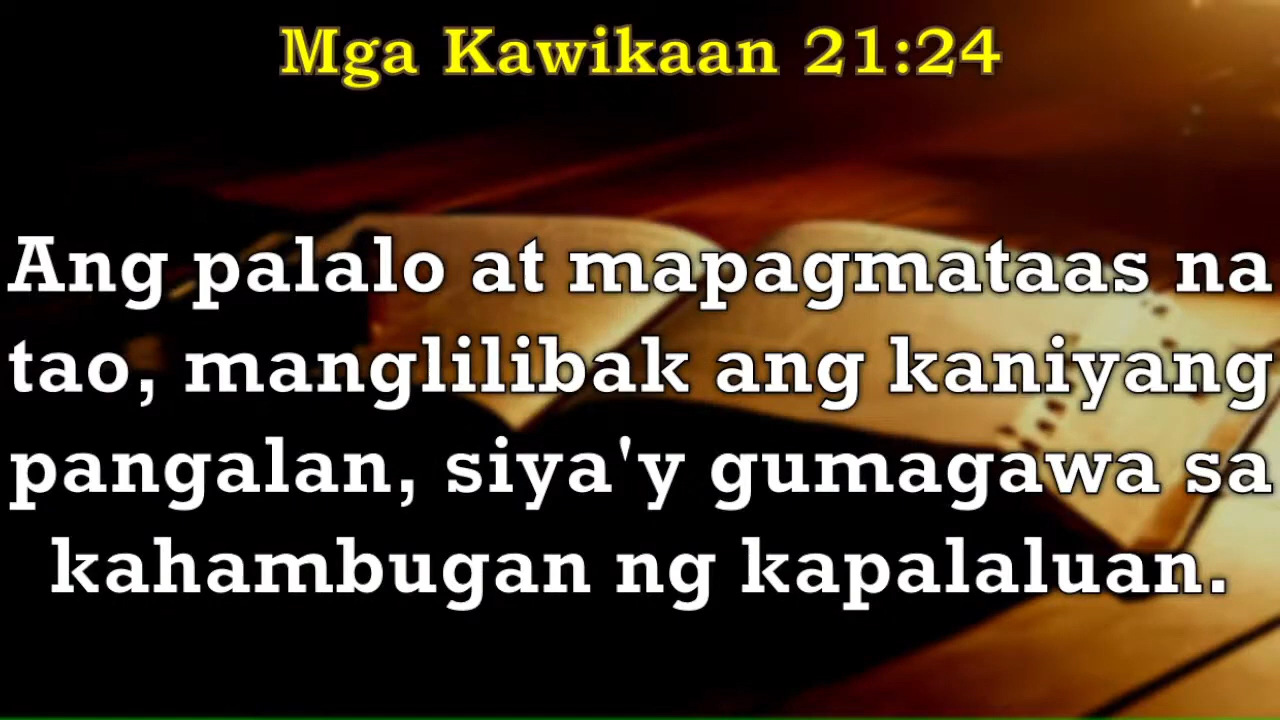 Mga Kawikaan 21:24
Ang palalo at mapagmataas na
tao, manglilibak ang kaniyang
pangalan, siya'y gumagawa sa
kahambugan ng kapalaluan.